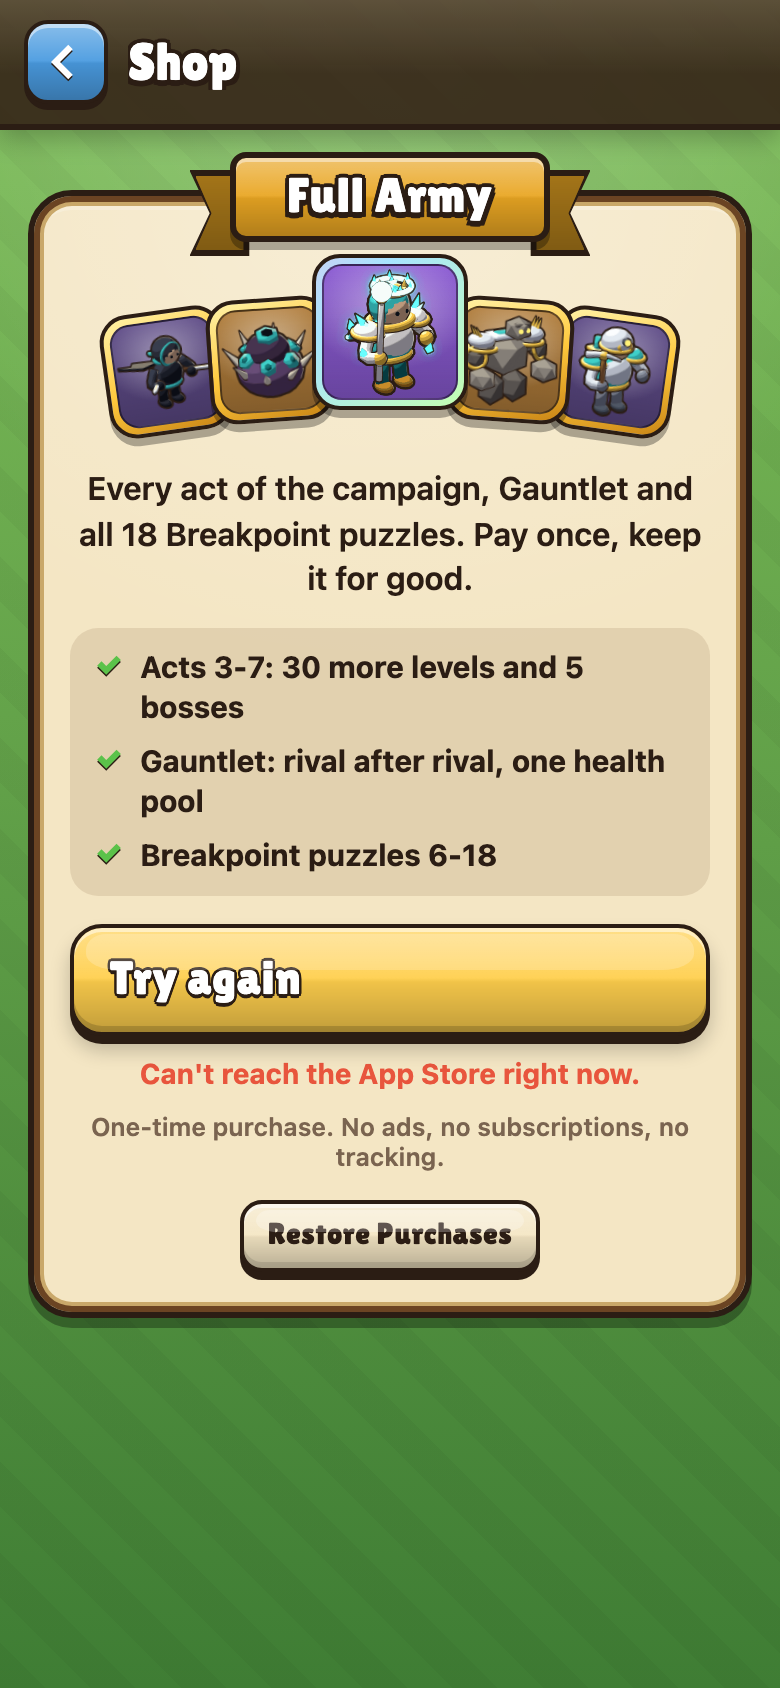 Shop
Full Army
Every act of the campaign, Gauntlet and
all 18 Breakpoint puzzles. Pay once, keep
it for good.
Acts 3-7: 30 more levels and 5
bosses
Gauntlet: rival after rival, one health
pool
Breakpoint puzzles 6-18
Try again
Can't reach the App Store right now.
One-time purchase. No ads, no subscriptions, no
tracking.
Restore Purchases